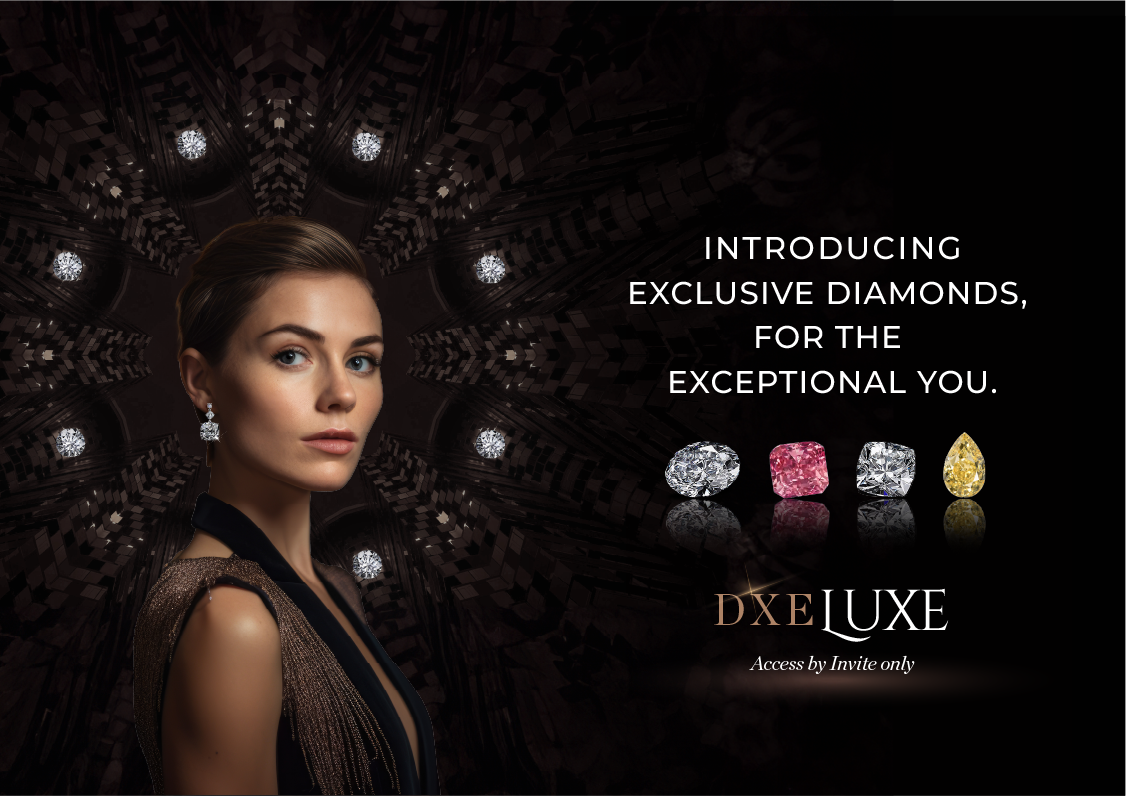 INTRODUCING
EXCLUSIVE DIAMONDS,
FOR THE
EXCEPTIONAL YOU.
DXELUXE
Access by Invite only